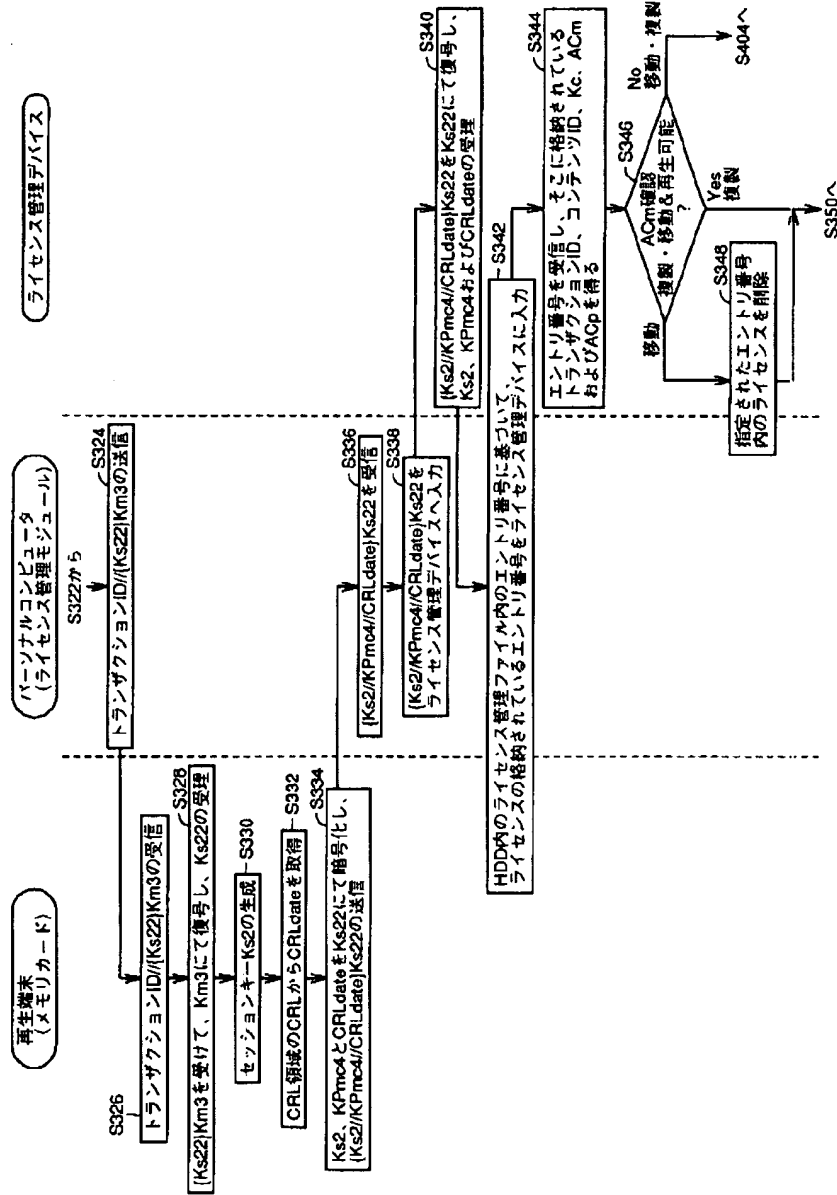 再生端末
(メモリカード)
パーソナルコンピュータ
(ライセンス管理モジュール)
ライセンス管理デバイス
S322から
S324
トランザクションID//{Ks22}Km3の送信
S326
トランザクションID//{Ks22}Km3の受信
S328
{Ks22}Km3を受けて、Km3にて復号し、Ks22の受理
S330
セッションキーKs2の生成
S332
CRL領域のCRLからCRLdateを取得
S334
Ks2、KPmc4とCRLdateをKs22にて暗号化し、
{Ks2//KPmc4//CRLdate}Ks22の送信
S336
{Ks2//KPmc4//CRLdate}Ks22を受信
S338
{Ks2//KPmc4//CRLdate}Ks22を
ライセンス管理デバイスへ入力
S340
{Ks2//KPmc4//CRLdate}Ks22をKs22にて復号し、
Ks2、KPmc4およびCRLdateの受理
S342
HDD内のライセンス管理ファイル内のエントリ番号に基づいて、
ライセンスの格納されているエントリ番号をライセンス管理デバイスに入力
S344
エントリ番号を受信し、そこに格納されている
トランザクションID、コンテンツID、Kc、ACm
およびACpを得る
S346
ACm確認
複製・移動&再生可能
?
No
移動・複製
S404へ
Yes
複製
移動
S348
指定されたエントリ番号
内のライセンスを削除
S350へ